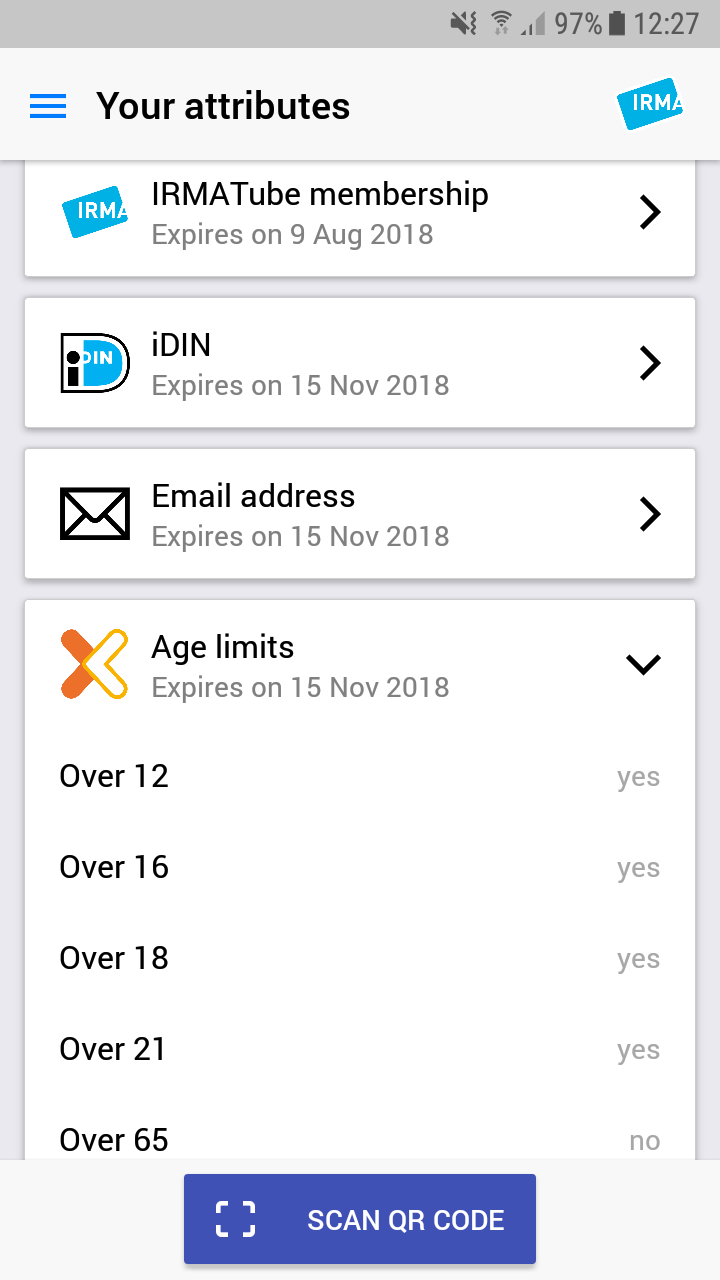 97% 12:27
Your attributes
IRMA
IRMA
IRMATube membership
Expires on 9 Aug 2018
iDIN
iDIN
Expires on 15 Nov 2018
Email address
Expires on 15 Nov 2018
Age limits
Expires on 15 Nov 2018
Over 12 yes
Over 16 yes
Over 18 yes
Over 21 yes
Over 65 no
SCAN QR CODE